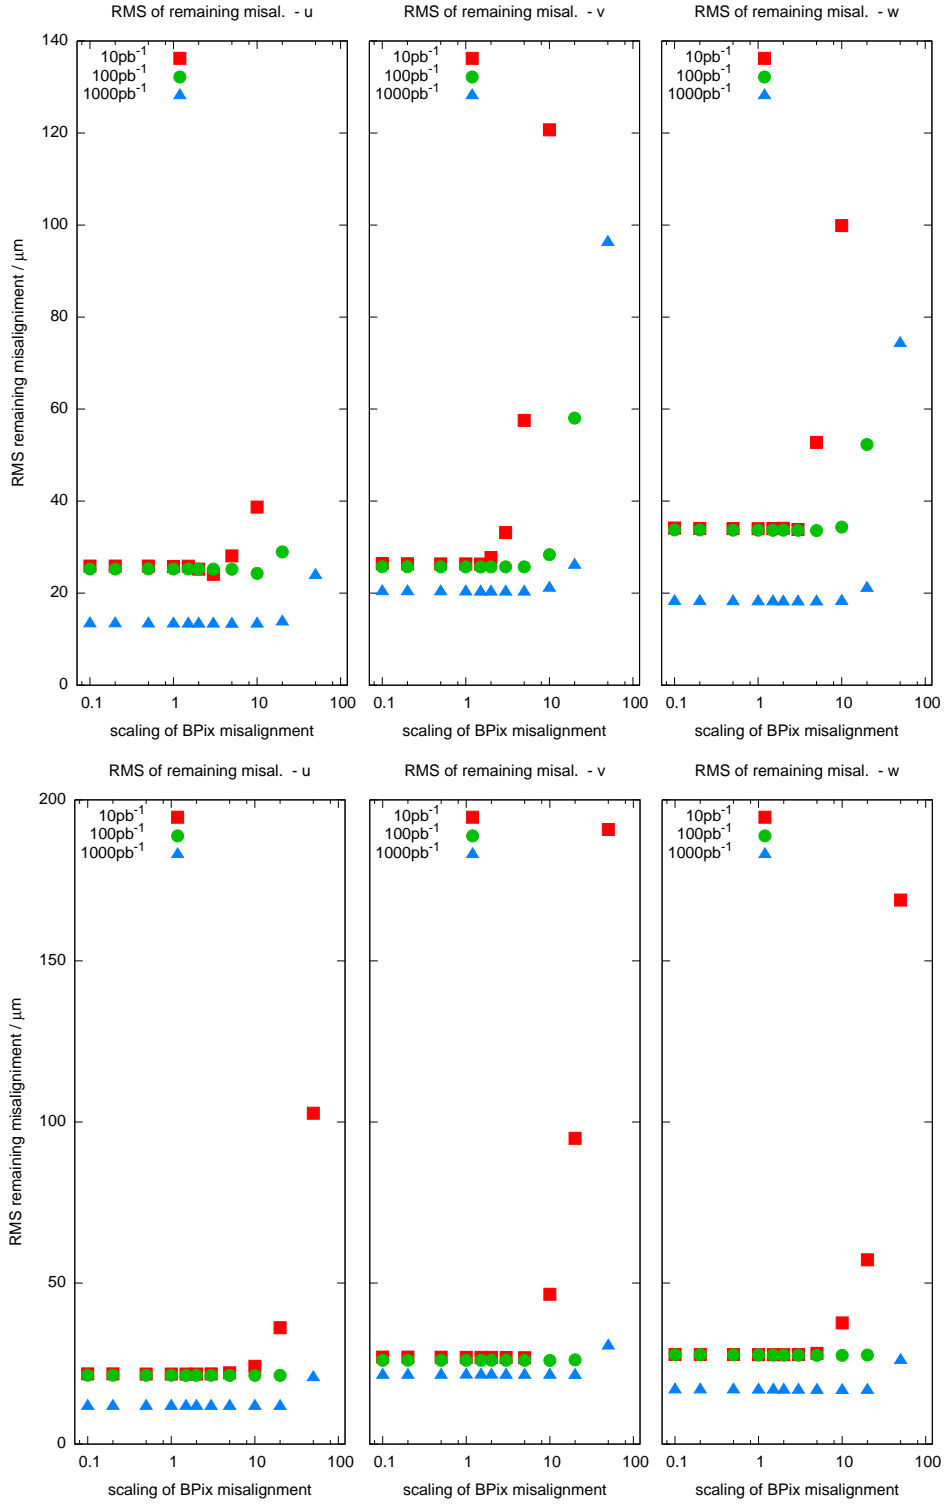 RMS of remaining misal. - u
RMS of remaining misal. - v
RMS of remaining misal. - w
140
120
100
80
60
40
20
0
RMS remaining misaligniment / μm
10pb-1
100pb-1
1000pb-1
10pb-1
100pb-1
1000pb-1
10pb-1
100pb-1
1000pb-1
0.1 1 10 100
0.1 1 10 100
0.1 1 10 100
scaling of BPix misalignment
scaling of BPix misalignment
scaling of BPix misalignment
RMS of remaining misal. - u
RMS of remaining misal. - v
RMS of remaining misal. - w
200
150
100
50
0
RMS remaining misaligniment / μm
10pb-1
100pb-1
1000pb-1
10pb-1
100pb-1
1000pb-1
10pb-1
100pb-1
1000pb-1
0.1 1 10 100
0.1 1 10 100
0.1 1 10 100
scaling of BPix misalignment
scaling of BPix misalignment
scaling of BPix misalignment